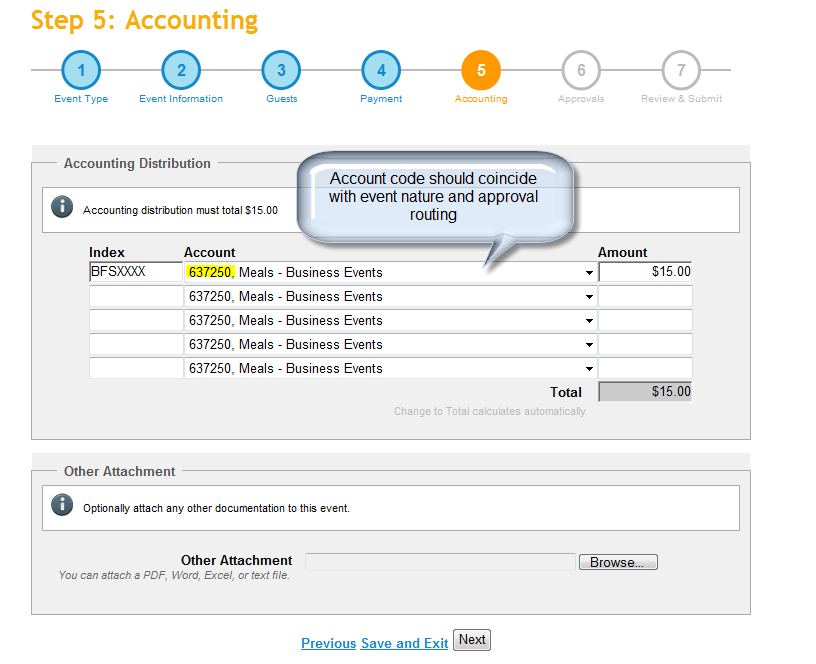 Step 5: Accounting
1 2 3 4 5 6 7
Event Type Event Information Guests Payment Accounting Approvals Review & Submit
Accounting Distribution
Account code should coincide
with event nature and approval
routing
i Accounting distribution must total $15.00
Index Account Amount
BFSXXXX 637250, Meals - Business Events $15.00
637250, Meals - Business Events
637250, Meals - Business Events
637250, Meals - Business Events
637250, Meals - Business Events
Total $15.00
Change to Total calculates automatically
Other Attachment
i Optionally attach any other documentation to this event.
Other Attachment Browse...
You can attach a PDF, Word, Excel, or text file.
Previous Save and Exit Next